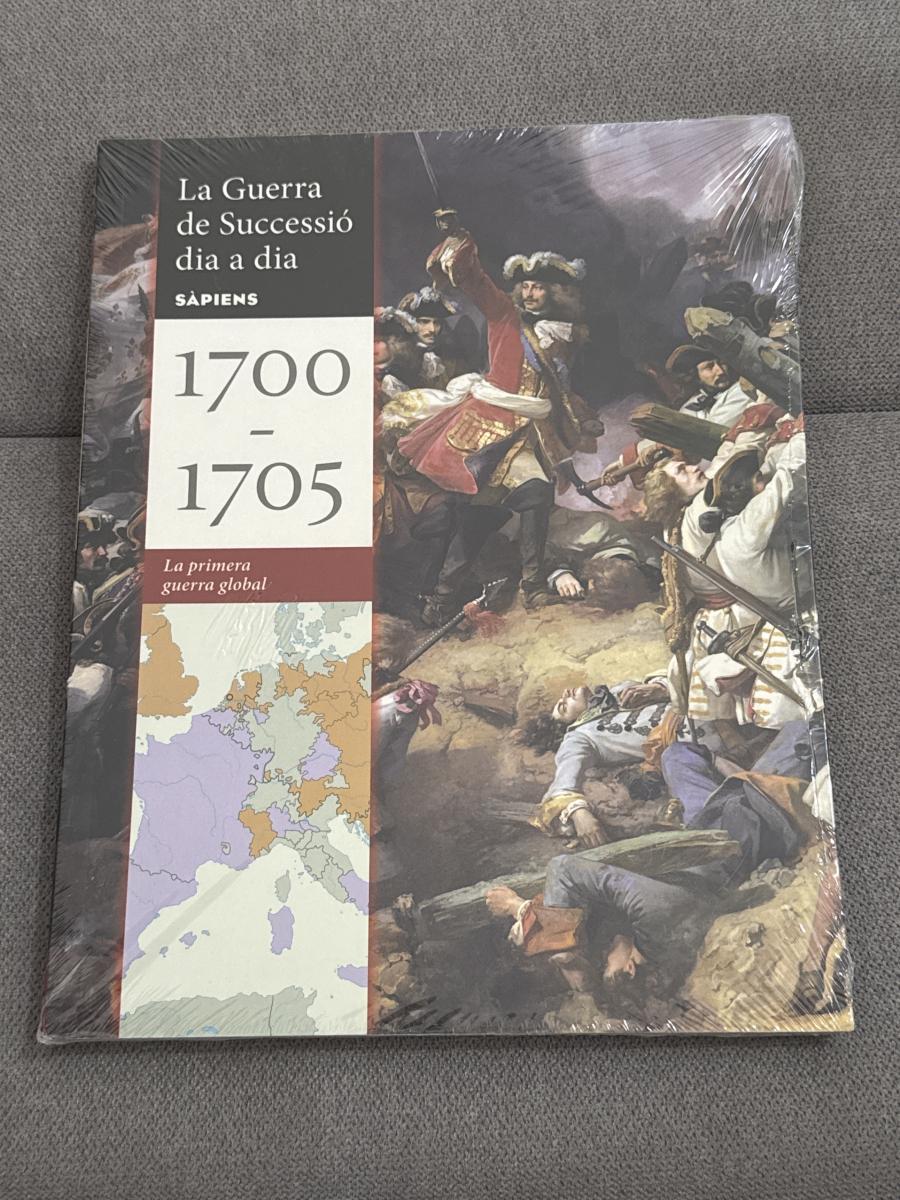 La Guerra
de Successió
dia a dia
SÀPIENS
1700
-
1705
La primera
guerra global